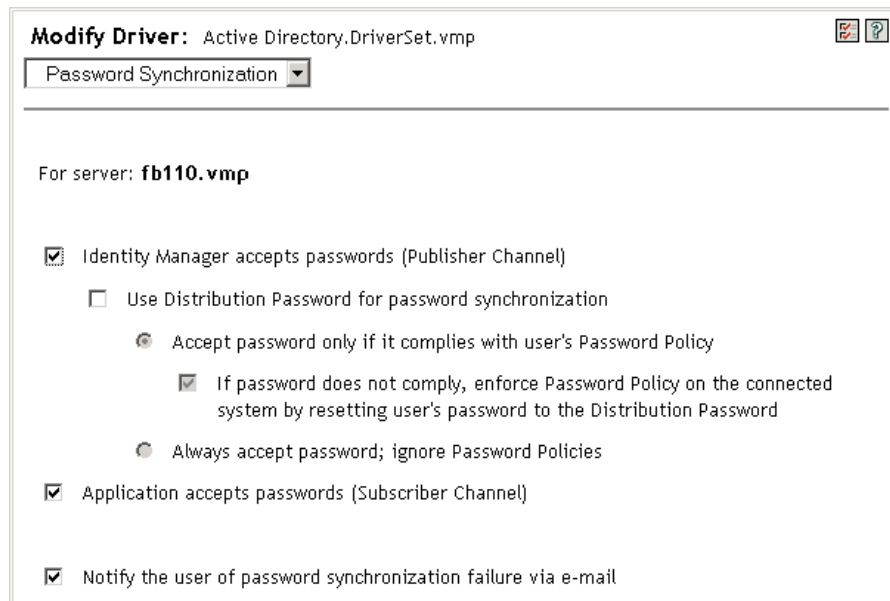 Modify Driver: Active Directory.DriverSet.vmp
Password Synchronization
For server: fb110.vmp
Identity Manager accepts passwords (Publisher Channel)
Use Distribution Password for password synchronization
Accept password only if it complies with user's Password Policy
If password does not comply, enforce Password Policy on the connected
system by resetting user's password to the Distribution Password
Always accept password; ignore Password Policies
Application accepts passwords (Subscriber Channel)
Notify the user of password synchronization failure via e-mail